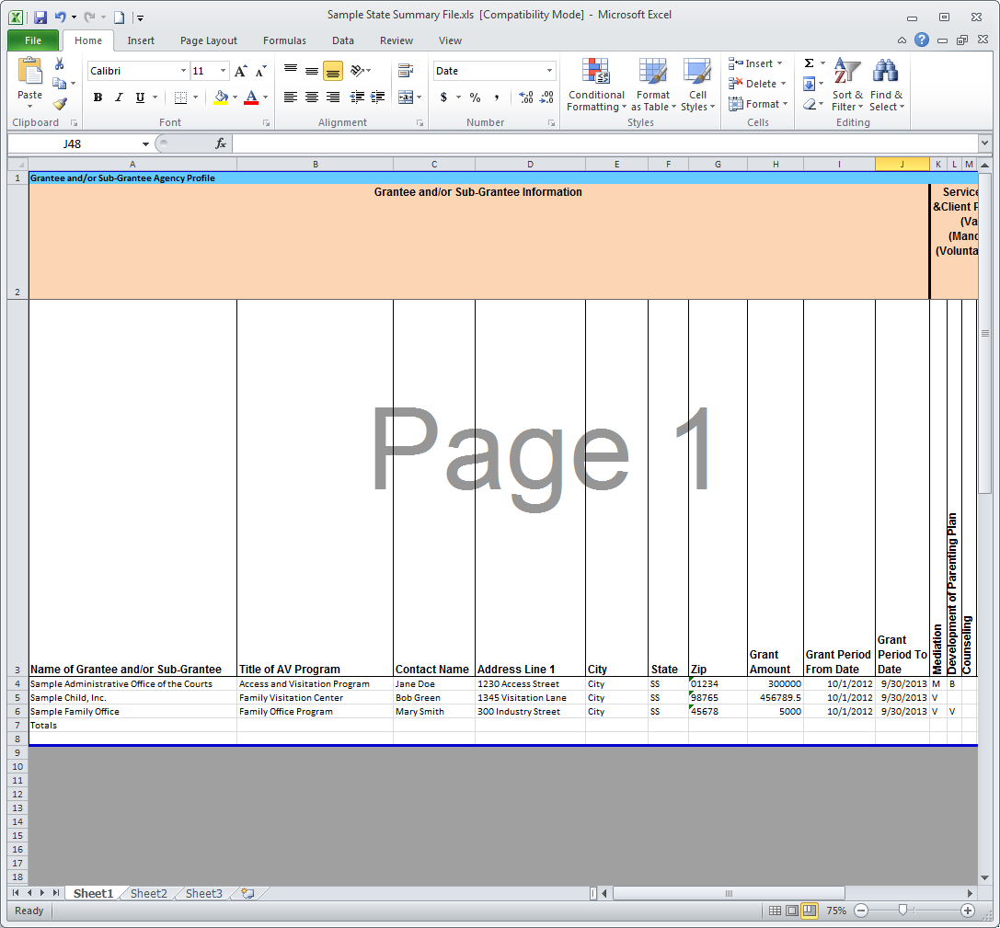 Sample State Summary File.xls [Compatibility Mode] - Microsoft Excel
File Home Insert Page Layout Formulas Data Review View
Paste Calibri 11 A A Date Conditional Formatting Format as Table Cell Styles Insert Delete Format Σ Sort & Filter Find & Select
B I U A $ % , .0 .00 .00 .0
Clipboard Font Alignment Number Styles Cells Editing
J48 fx
A B C D E F G H I J K L M
1 Grantee and/or Sub-Grantee Agency Profile
2 Grantee and/or Sub-Grantee Information
Service
&Client P
(Va
(Manc
(Volunta
Page 1
3 Name of Grantee and/or Sub-Grantee Title of AV Program Contact Name Address Line 1 City State Zip Grant Amount Grant Period From Date Grant Period To Date Mediation Development of Parenting Plan Counseling
4 Sample Administrative Office of the Courts Access and Visitation Program Jane Doe 1230 Access Street City SS 01234 300000 10/1/2012 9/30/2013 M B
5 Sample Child, Inc. Family Visitation Center Bob Green 1345 Visitation Lane City SS 98765 456789.5 10/1/2012 9/30/2013 V
6 Sample Family Office Family Office Program Mary Smith 300 Industry Street City SS 45678 5000 10/1/2012 9/30/2013 V V
7 Totals
8
9
10
11
12
13
14
15
16
17
18
Sheet1 Sheet2 Sheet3
Ready 75%